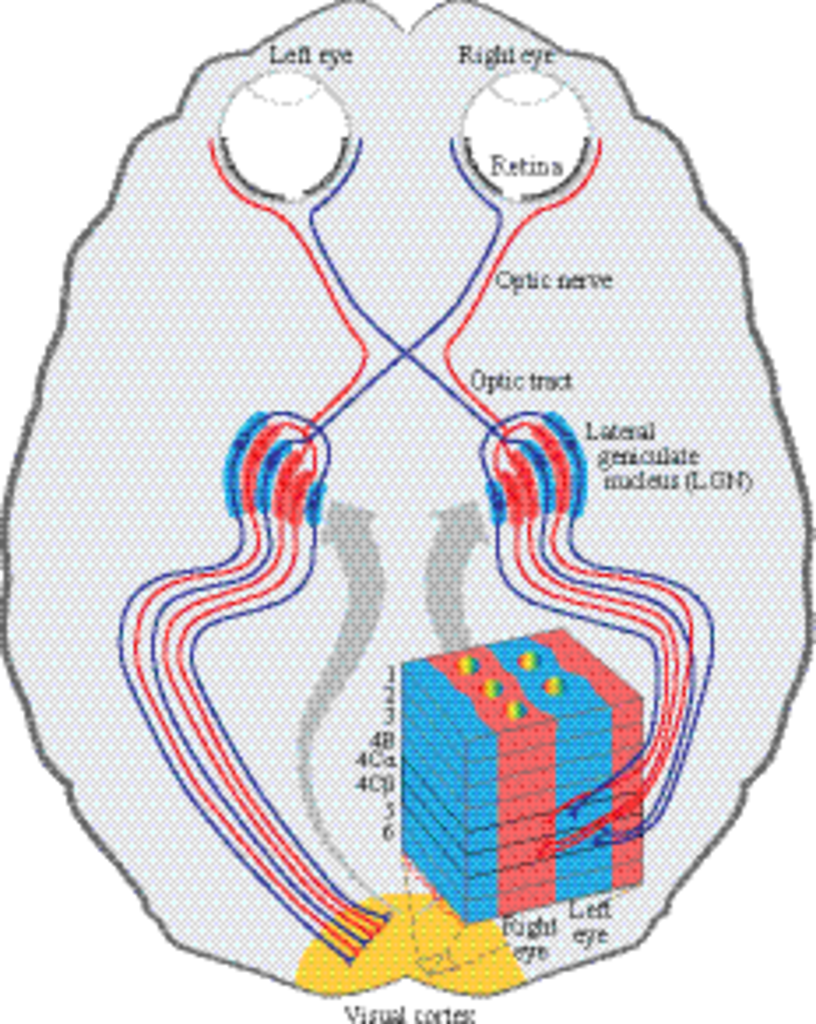 Left eye
Right eye
Retina
Optic nerve
Optic tract
Lateral
geniculate
nucleus (LGN)
1
2
3
4B
4Cα
4Cβ
5
6
Right
eye
Left
eye
Visual cortex